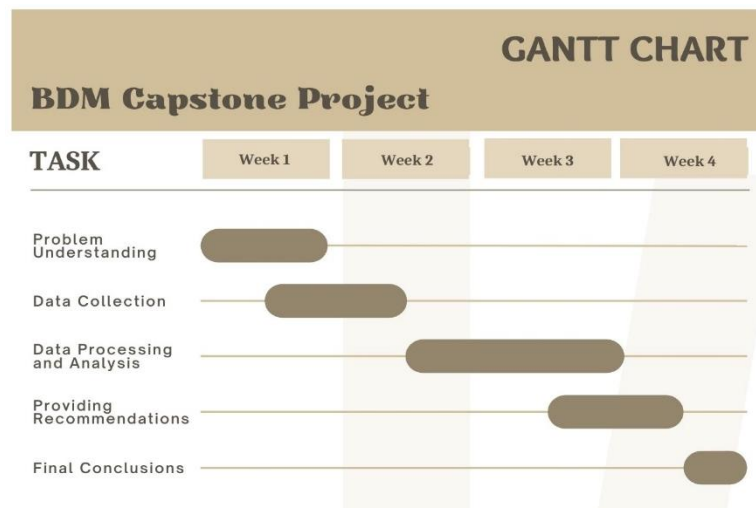 GANTT CHART
BDM Capstone Project
TASK Week 1 Week 2 Week 3 Week 4
Problem
Understanding
Data Collection
Data Processing
and Analysis
Providing
Recommendations
Final Conclusions